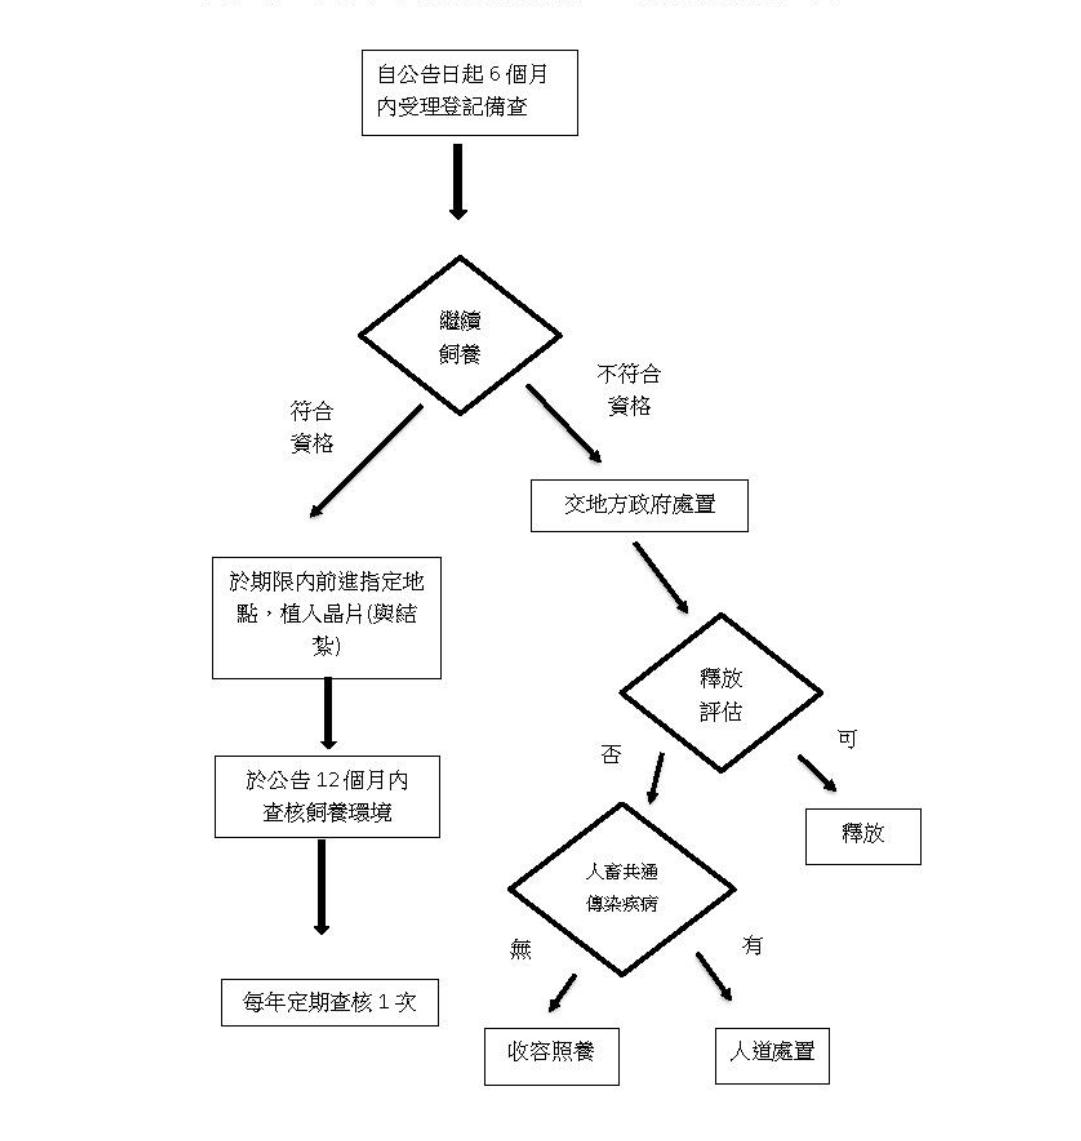 自公告日起 6 個月
內受理登記備查
繼續
飼養
不符合
資格
符合
資格
交地方政府處置
於期限內前進指定地
點，植入晶片(與結
紮)
釋放
評估
否
可
於公告 12 個月內
查核飼養環境
釋放
人畜共通
傳染疾病
無
有
每年定期查核 1 次
收容照養
人道處置